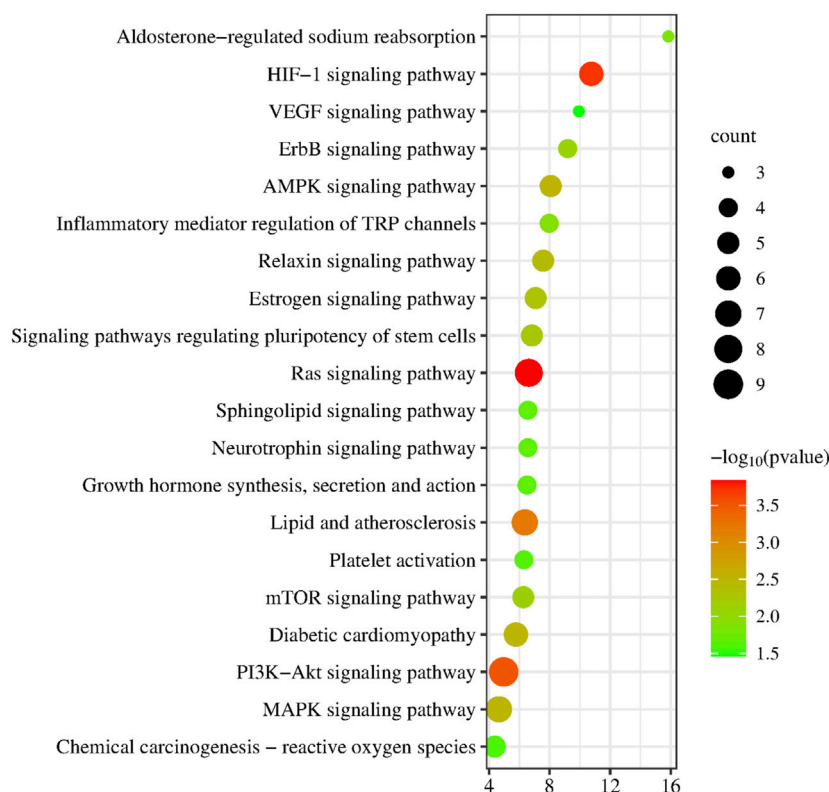 Aldosterone−regulated sodium reabsorption
HIF−1 signaling pathway
VEGF signaling pathway
ErbB signaling pathway
AMPK signaling pathway
Inflammatory mediator regulation of TRP channels
Relaxin signaling pathway
Estrogen signaling pathway
Signaling pathways regulating pluripotency of stem cells
Ras signaling pathway
Sphingolipid signaling pathway
Neurotrophin signaling pathway
Growth hormone synthesis, secretion and action
Lipid and atherosclerosis
Platelet activation
mTOR signaling pathway
Diabetic cardiomyopathy
PI3K−Akt signaling pathway
MAPK signaling pathway
Chemical carcinogenesis − reactive oxygen species
4 8 12 16
count
3
4
5
6
7
8
9
−log₁₀(pvalue)
3.5
3.0
2.5
2.0
1.5